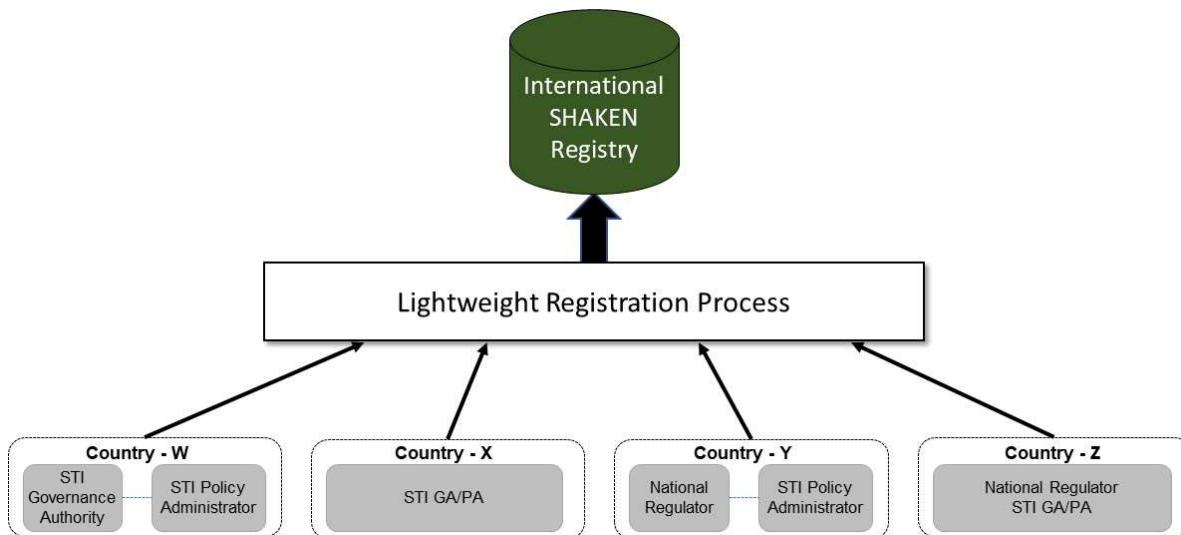 International
SHAKEN
Registry
Lightweight Registration Process
Country - W
STI
Governance
Authority
STI Policy
Administrator
Country - X
STI GA/PA
Country - Y
National
Regulator
STI Policy
Administrator
Country - Z
National Regulator
STI GA/PA